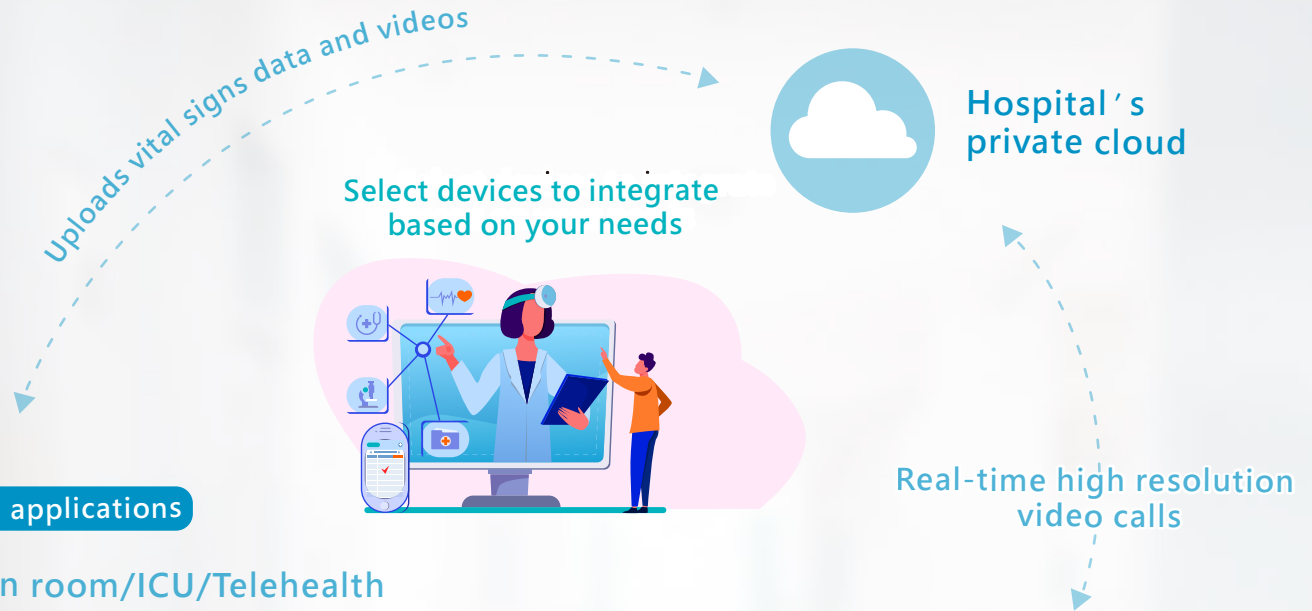 Uploads vital signs data and videos
Hospital's
private cloud
Select devices to integrate
based on your needs
Real-time high resolution
video calls
applications
n room/ICU/Telehealth